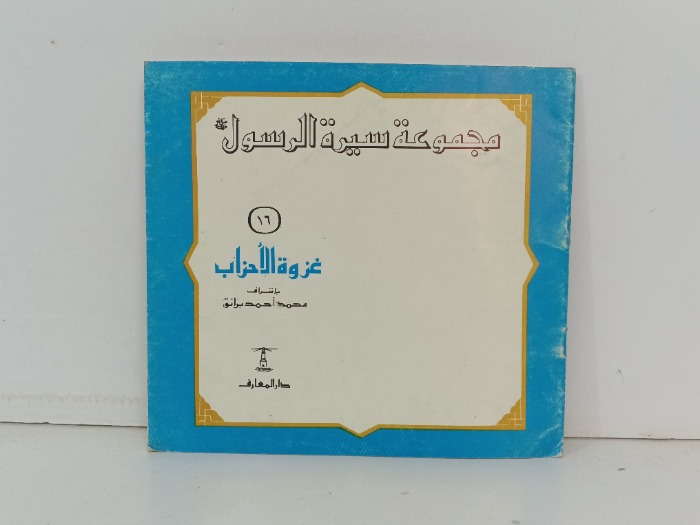 مجموعة سيرة الرسول ﷺ
١٦
غزوة الأحزاب
بإشراف
محمد أحمد برانق
دار المعارف